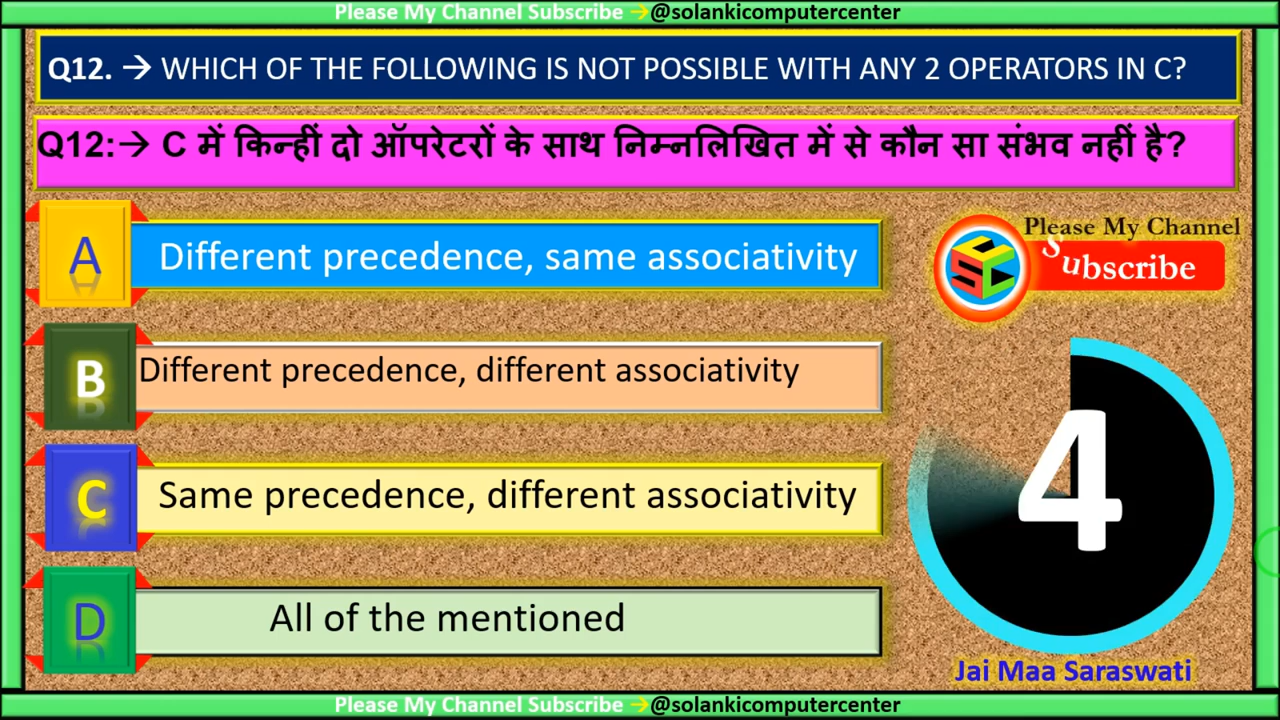 Please My Channel Subscribe →@solankicomputercenter
Q12. → WHICH OF THE FOLLOWING IS NOT POSSIBLE WITH ANY 2 OPERATORS IN C?
Q12:→ C में किन्हीं दो ऑपरेटरों के साथ निम्नलिखित में से कौन सा संभव नहीं है?
A Different precedence, same associativity
Please My Channel
Subscribe
SCC
B Different precedence, different associativity
C Same precedence, different associativity
4
D All of the mentioned
Jai Maa Saraswati
Please My Channel Subscribe →@solankicomputercenter